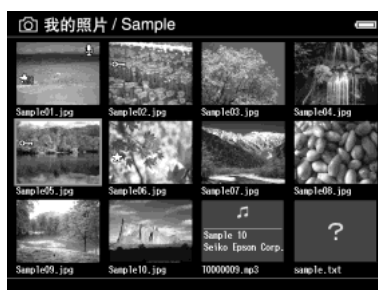 我的照片 / Sample
Sample01.jpg
Sample02.jpg
Sample03.jpg
Sample04.jpg
Sample05.jpg
Sample06.jpg
Sample07.jpg
Sample08.jpg
Sample 10
Seiko Epson Corp.
Sample09.jpg
Sample10.jpg
10000009.mp3
sample.txt